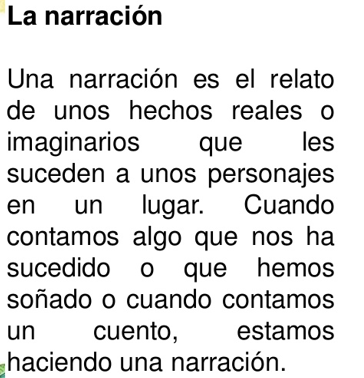 La narración
Una narración es el relato
de unos hechos reales o
imaginarios que les
suceden a unos personajes
en un lugar. Cuando
contamos algo que nos ha
sucedido o que hemos
soñado o cuando contamos
un cuento, estamos
haciendo una narración.